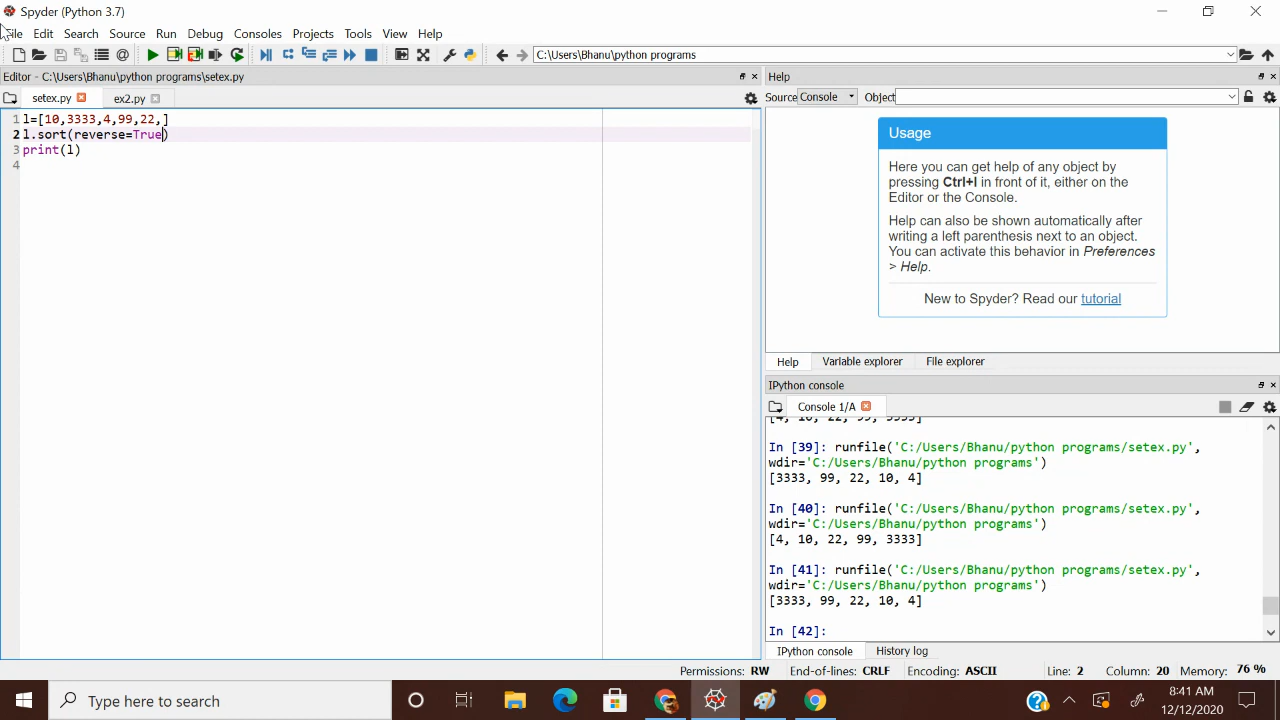 Spyder (Python 3.7)
File Edit Search Source Run Debug Consoles Projects Tools View Help
C:\Users\Bhanu\python programs
Editor - C:\Users\Bhanu\python programs\setex.py
setex.py ex2.py
1 l=[10,3333,4,99,22,]
2 l.sort(reverse=True)
3 print(l)
4
Help
Source Console Object
Usage
Here you can get help of any object by
pressing Ctrl+I in front of it, either on the
Editor or the Console.
Help can also be shown automatically after
writing a left parenthesis next to an object.
You can activate this behavior in Preferences
> Help.
New to Spyder? Read our tutorial
Help Variable explorer File explorer
IPython console
Console 1/A
[4, 10, 22, 99, 3333]
In [39]: runfile('C:/Users/Bhanu/python programs/setex.py',
wdir='C:/Users/Bhanu/python programs')
[3333, 99, 22, 10, 4]
In [40]: runfile('C:/Users/Bhanu/python programs/setex.py',
wdir='C:/Users/Bhanu/python programs')
[4, 10, 22, 99, 3333]
In [41]: runfile('C:/Users/Bhanu/python programs/setex.py',
wdir='C:/Users/Bhanu/python programs')
[3333, 99, 22, 10, 4]
In [42]:
IPython console History log
Permissions: RW End-of-lines: CRLF Encoding: ASCII Line: 2 Column: 20 Memory: 76 %
Type here to search
8:41 AM
12/12/2020